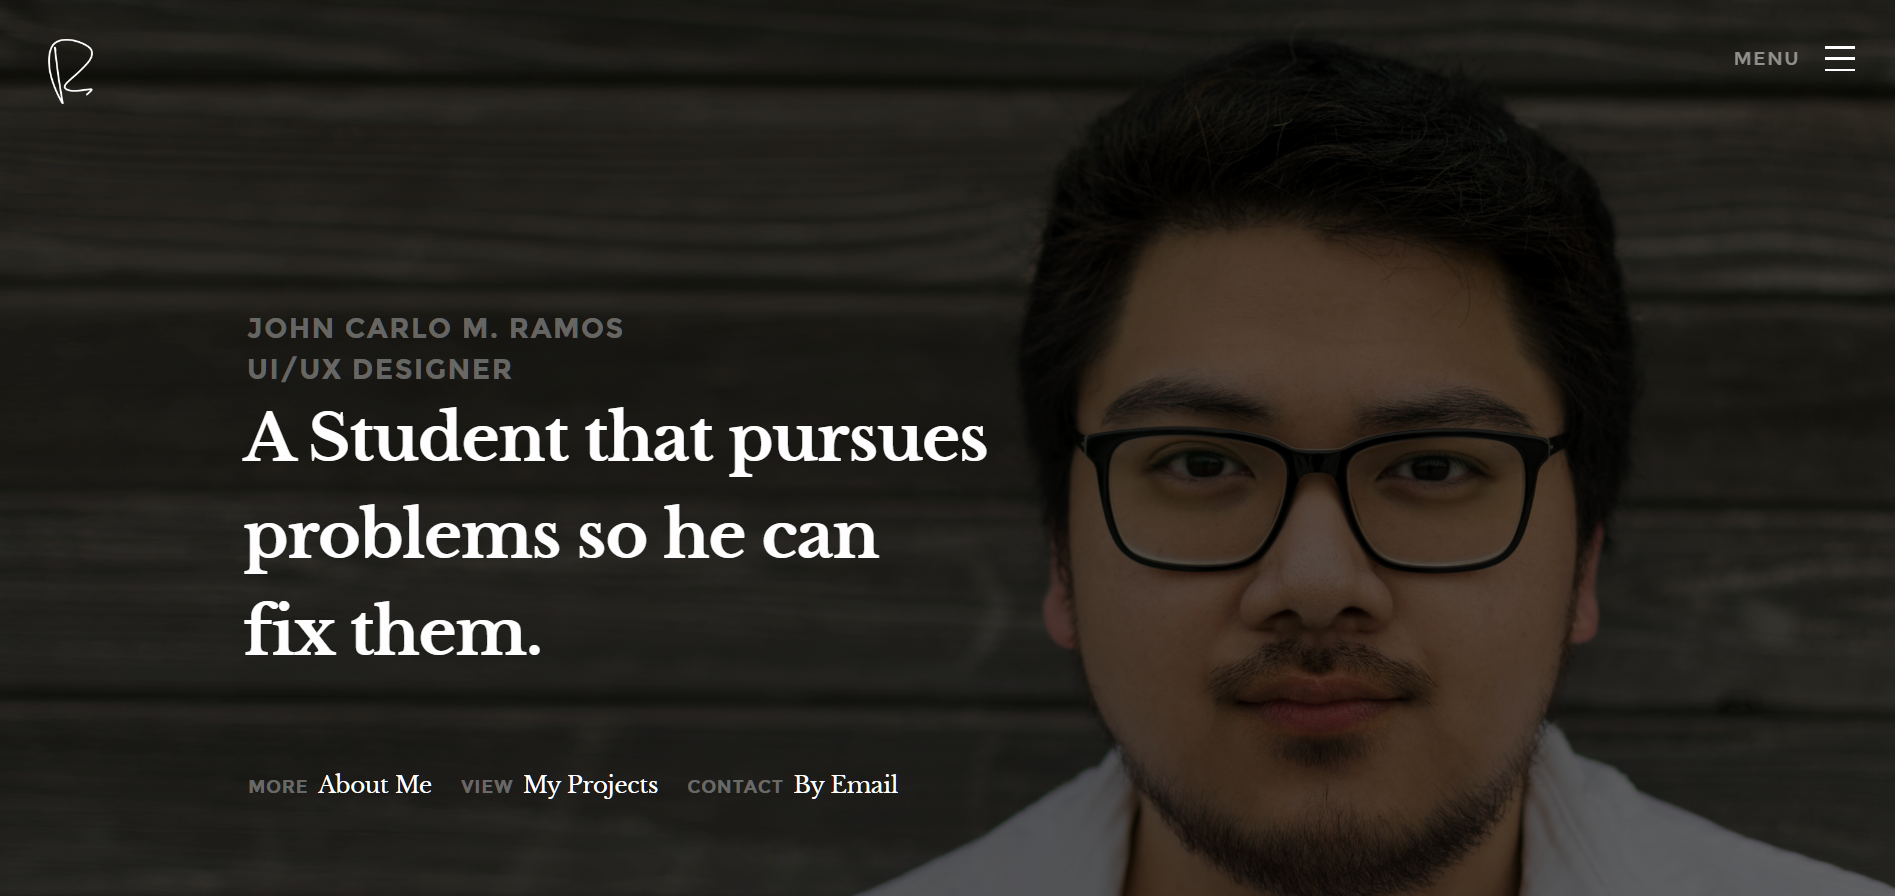 MENU
JOHN CARLO M. RAMOS
UI/UX DESIGNER
A Student that pursues
problems so he can
fix them.
MORE About Me VIEW My Projects CONTACT By Email